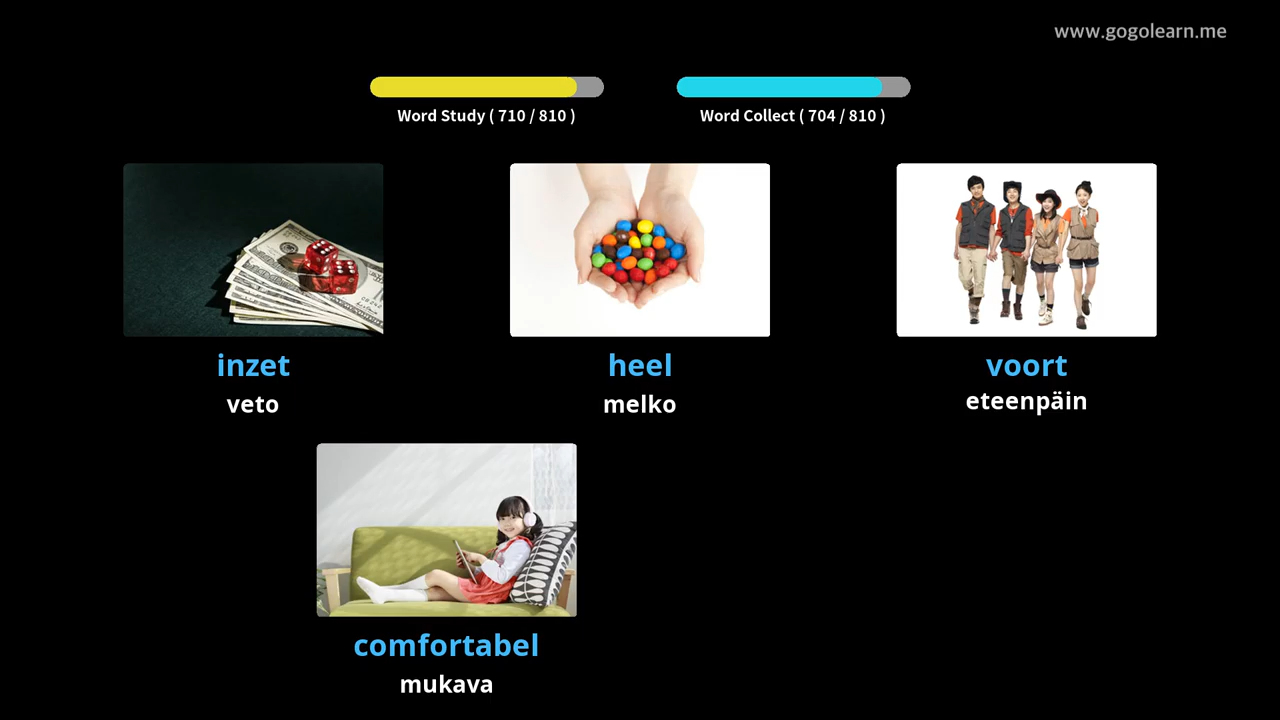 www.gogolearn.me
Word Study ( 710 / 810 )
Word Collect ( 704 / 810 )
inzet
veto
heel
melko
voort
eteenpäin
comfortabel
mukava